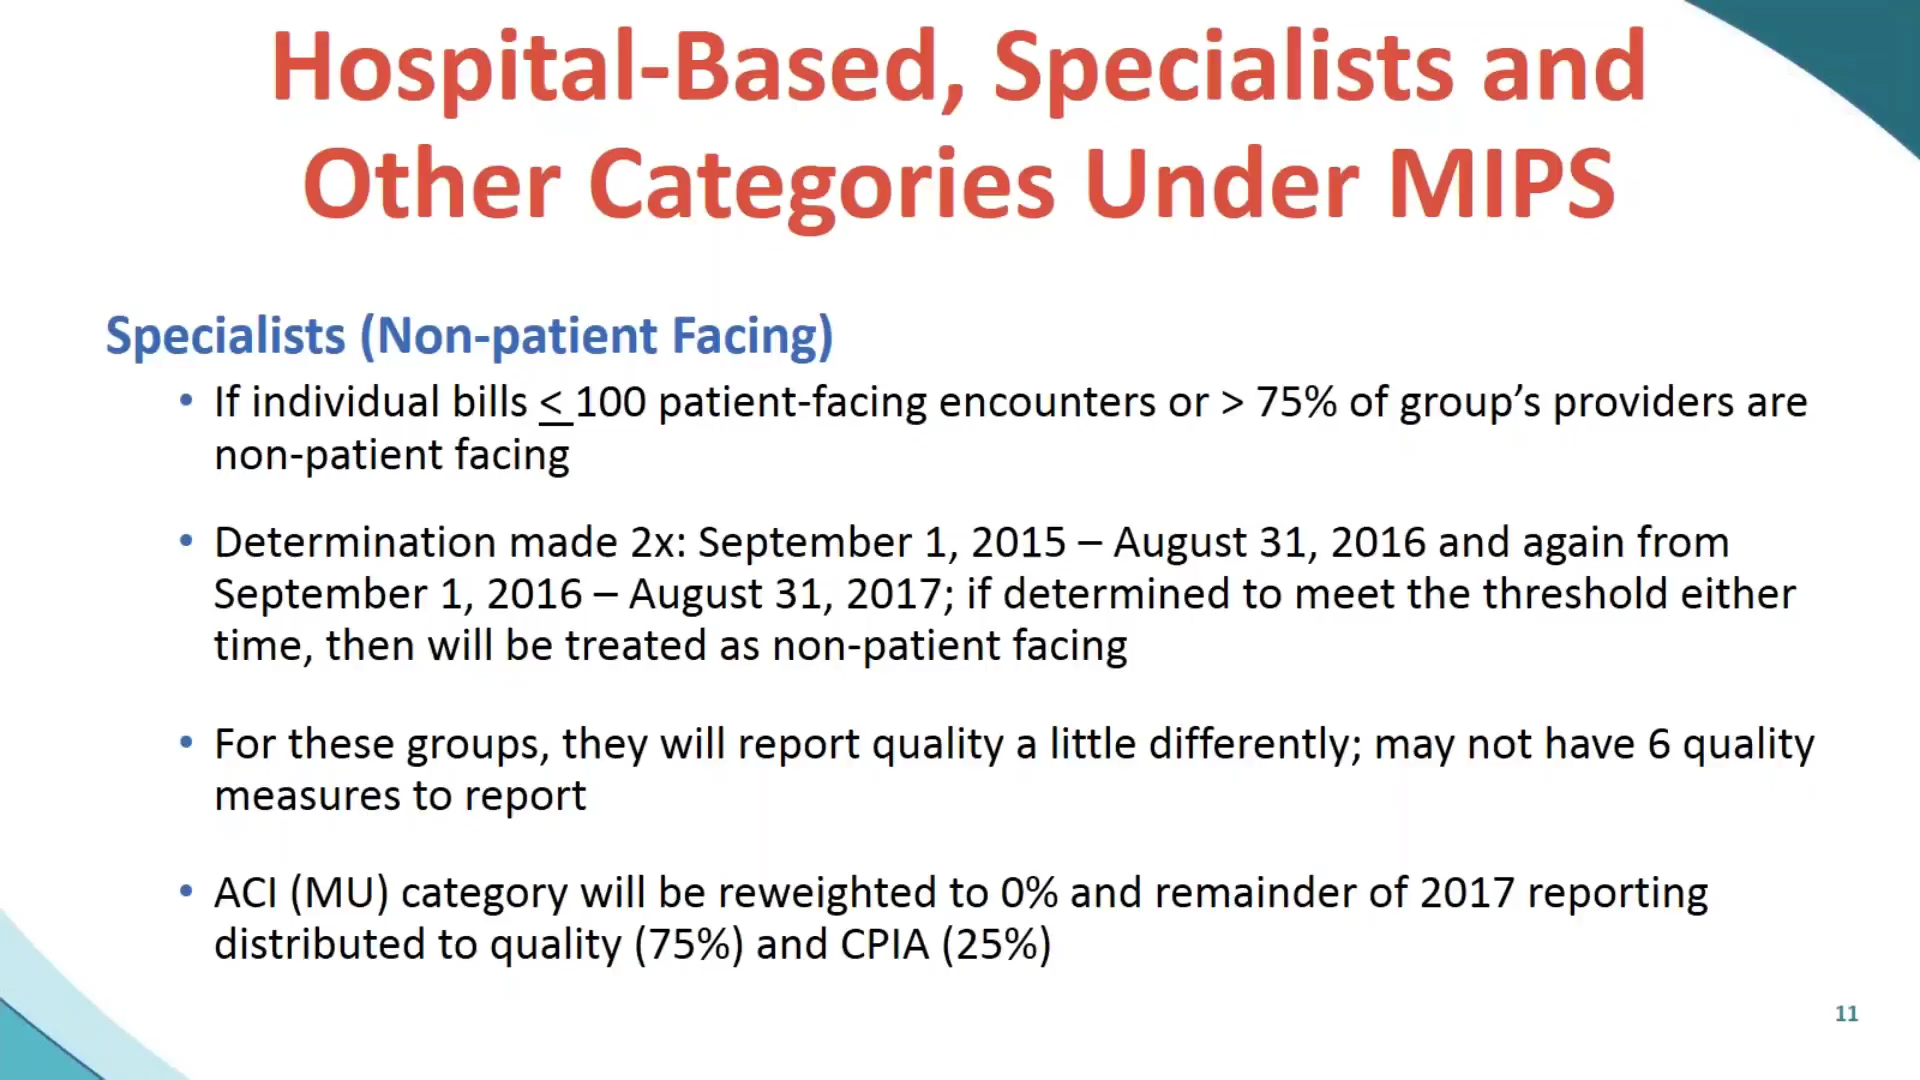 Hospital-Based, Specialists and
Other Categories Under MIPS
Specialists (Non-patient Facing)
• If individual bills ≤ 100 patient-facing encounters or > 75% of group’s providers are
non-patient facing
• Determination made 2x: September 1, 2015 – August 31, 2016 and again from
September 1, 2016 – August 31, 2017; if determined to meet the threshold either
time, then will be treated as non-patient facing
• For these groups, they will report quality a little differently; may not have 6 quality
measures to report
• ACI (MU) category will be reweighted to 0% and remainder of 2017 reporting
distributed to quality (75%) and CPIA (25%)
11